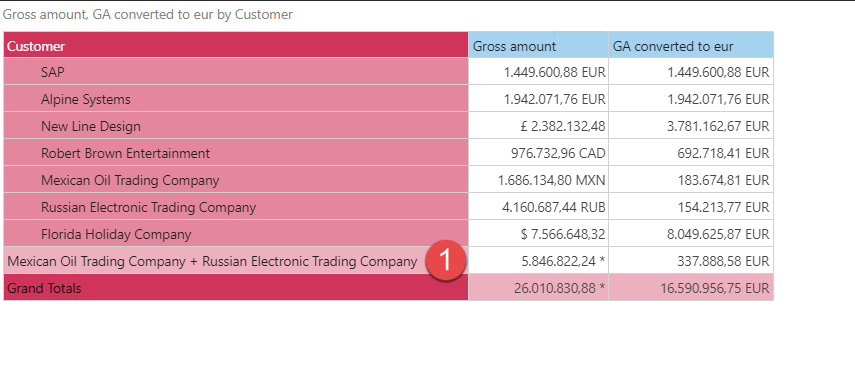 Gross amount, GA converted to eur by Customer
Customer Gross amount GA converted to eur
SAP 1.449.600,88 EUR 1.449.600,88 EUR
Alpine Systems 1.942.071,76 EUR 1.942.071,76 EUR
New Line Design £ 2.382.132,48 3.781.162,67 EUR
Robert Brown Entertainment 976.732,96 CAD 692.718,41 EUR
Mexican Oil Trading Company 1.686.134,80 MXN 183.674,81 EUR
Russian Electronic Trading Company 4.160.687,44 RUB 154.213,77 EUR
Florida Holiday Company $ 7.566.648,32 8.049.625,87 EUR
Mexican Oil Trading Company + Russian Electronic Trading Company 1 5.846.822,24 * 337.888,58 EUR
Grand Totals 26.010.830,88 * 16.590.956,75 EUR